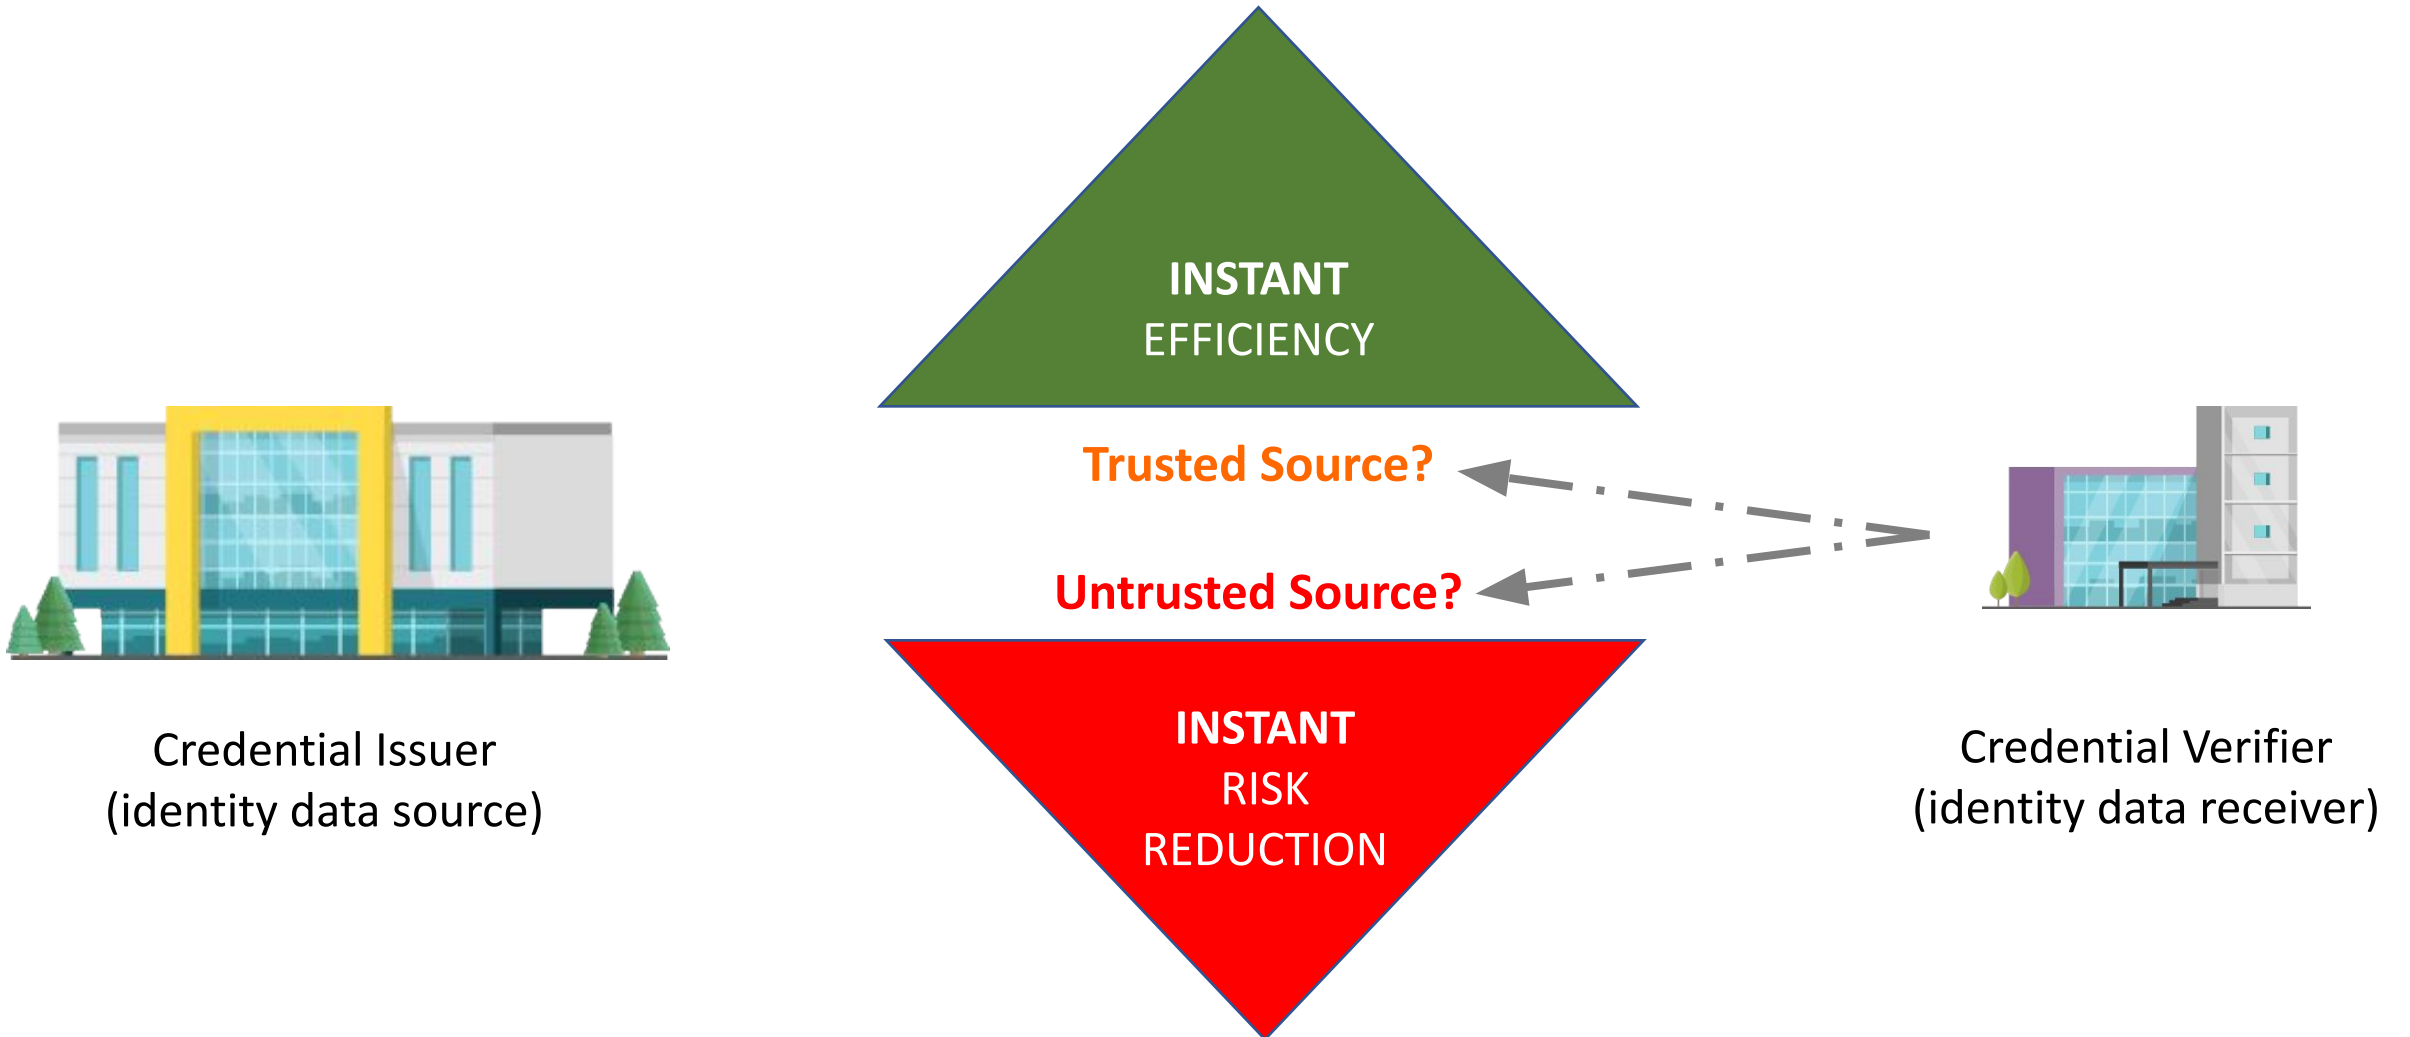 INSTANT
EFFICIENCY
Trusted Source?
Untrusted Source?
INSTANT
RISK
REDUCTION
Credential Issuer
(identity data source)
Credential Verifier
(identity data receiver)